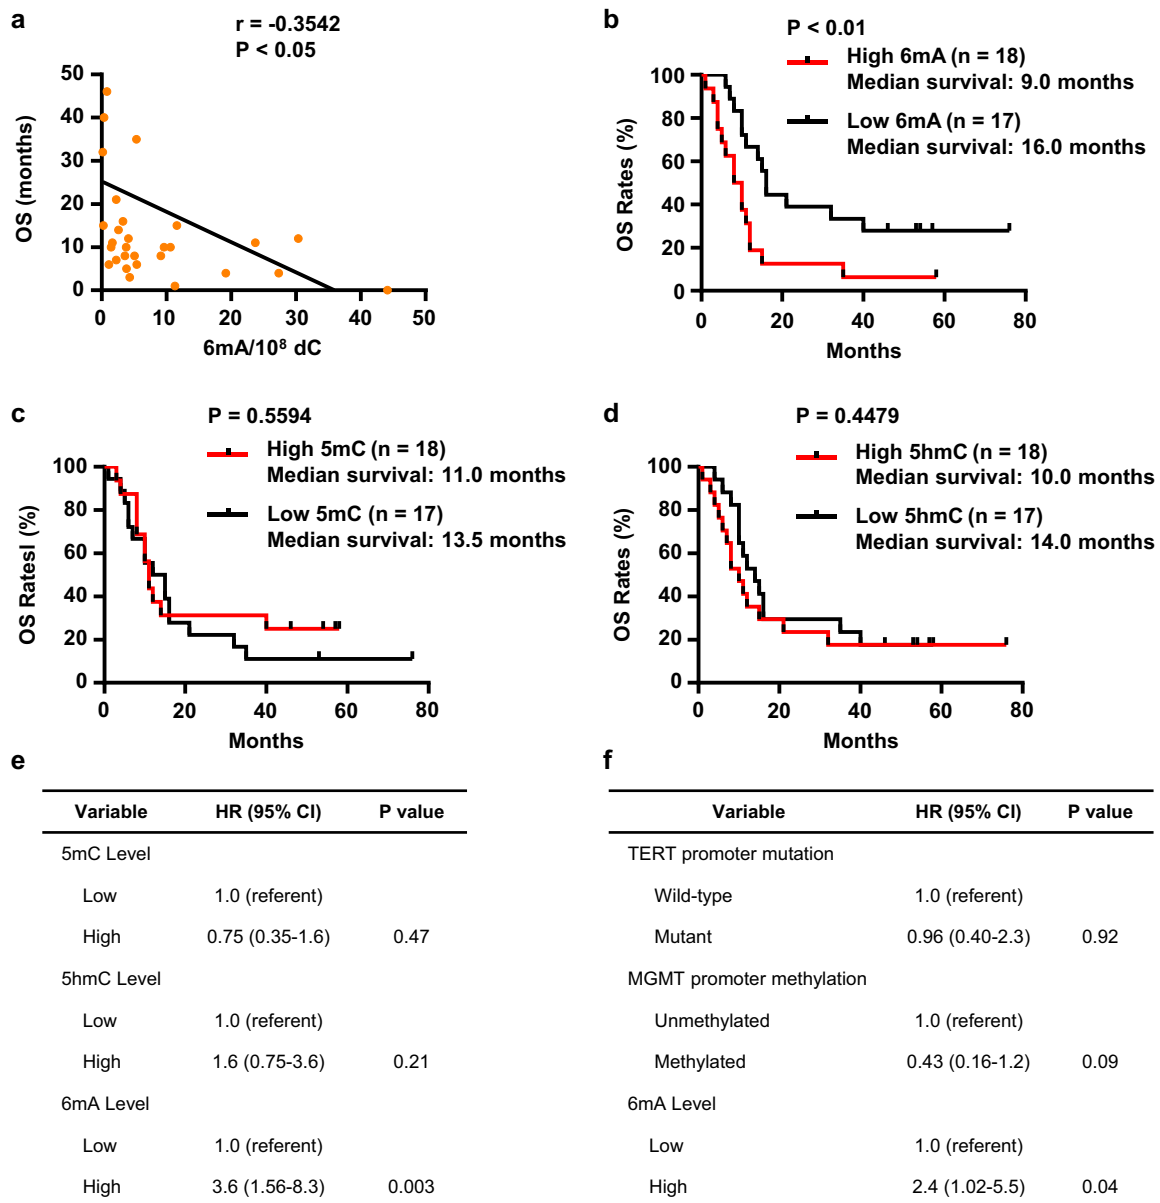 a
r = -0.3542
P < 0.05
50
40
30
20
10
0
OS (months)
0 10 20 30 40 50
6mA/10⁸ dC
b
P < 0.01
High 6mA (n = 18)
Median survival: 9.0 months
Low 6mA (n = 17)
Median survival: 16.0 months
100
80
60
40
20
0
OS Rates (%)
0 20 40 60 80
Months
c
P = 0.5594
High 5mC (n = 18)
Median survival: 11.0 months
Low 5mC (n = 17)
Median survival: 13.5 months
100
80
60
40
20
0
OS Ratesl (%)
0 20 40 60 80
Months
d
P = 0.4479
High 5hmC (n = 18)
Median survival: 10.0 months
Low 5hmC (n = 17)
Median survival: 14.0 months
100
80
60
40
20
0
OS Rates (%)
0 20 40 60 80
Months
e
Variable HR (95% CI) P value
5mC Level
Low 1.0 (referent)
High 0.75 (0.35-1.6) 0.47
5hmC Level
Low 1.0 (referent)
High 1.6 (0.75-3.6) 0.21
6mA Level
Low 1.0 (referent)
High 3.6 (1.56-8.3) 0.003
f
Variable HR (95% CI) P value
TERT promoter mutation
Wild-type 1.0 (referent)
Mutant 0.96 (0.40-2.3) 0.92
MGMT promoter methylation
Unmethylated 1.0 (referent)
Methylated 0.43 (0.16-1.2) 0.09
6mA Level
Low 1.0 (referent)
High 2.4 (1.02-5.5) 0.04